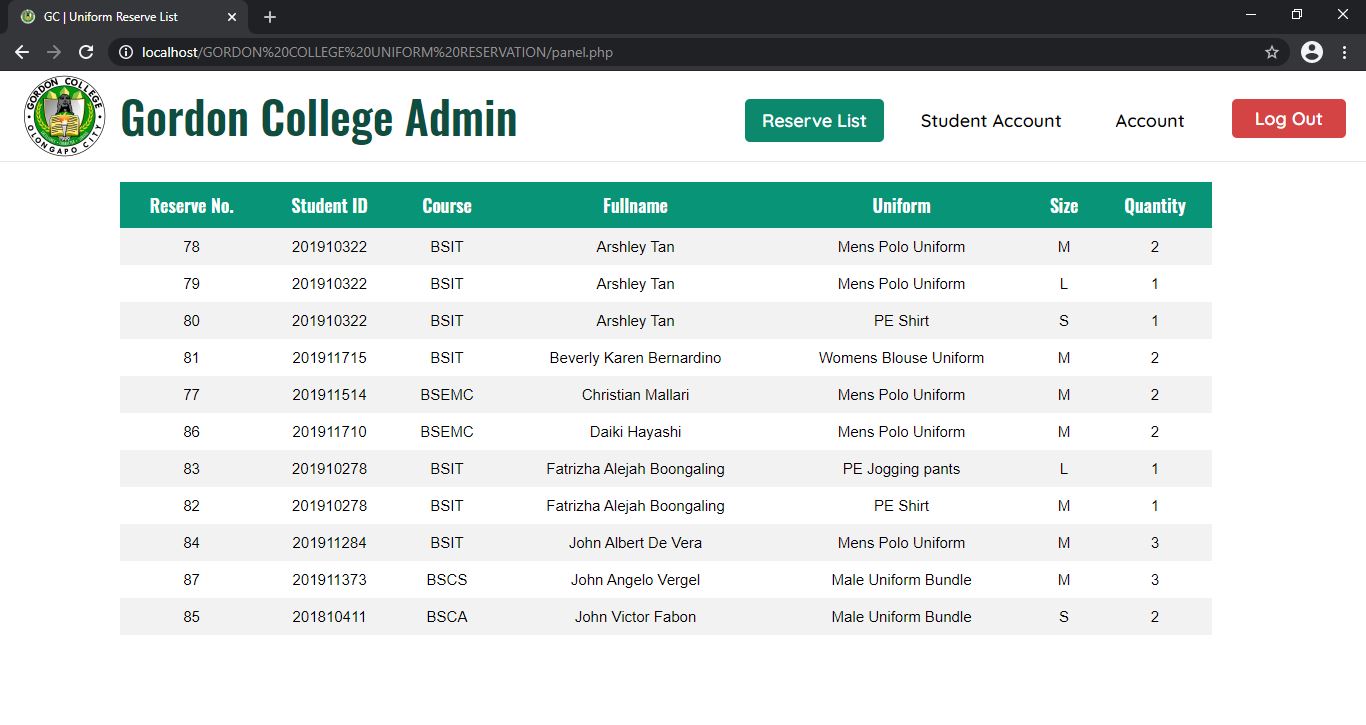 GC | Uniform Reserve List
localhost/GORDON%20COLLEGE%20UNIFORM%20RESERVATION/panel.php
GORDON COLLEGE
OLONGAPO CITY
Gordon College Admin
Reserve List Student Account Account Log Out
Reserve No. Student ID Course Fullname Uniform Size Quantity
78 201910322 BSIT Arshley Tan Mens Polo Uniform M 2
79 201910322 BSIT Arshley Tan Mens Polo Uniform L 1
80 201910322 BSIT Arshley Tan PE Shirt S 1
81 201911715 BSIT Beverly Karen Bernardino Womens Blouse Uniform M 2
77 201911514 BSEMC Christian Mallari Mens Polo Uniform M 2
86 201911710 BSEMC Daiki Hayashi Mens Polo Uniform M 2
83 201910278 BSIT Fatrizha Alejah Boongaling PE Jogging pants L 1
82 201910278 BSIT Fatrizha Alejah Boongaling PE Shirt M 1
84 201911284 BSIT John Albert De Vera Mens Polo Uniform M 3
87 201911373 BSCS John Angelo Vergel Male Uniform Bundle M 3
85 201810411 BSCA John Victor Fabon Male Uniform Bundle S 2